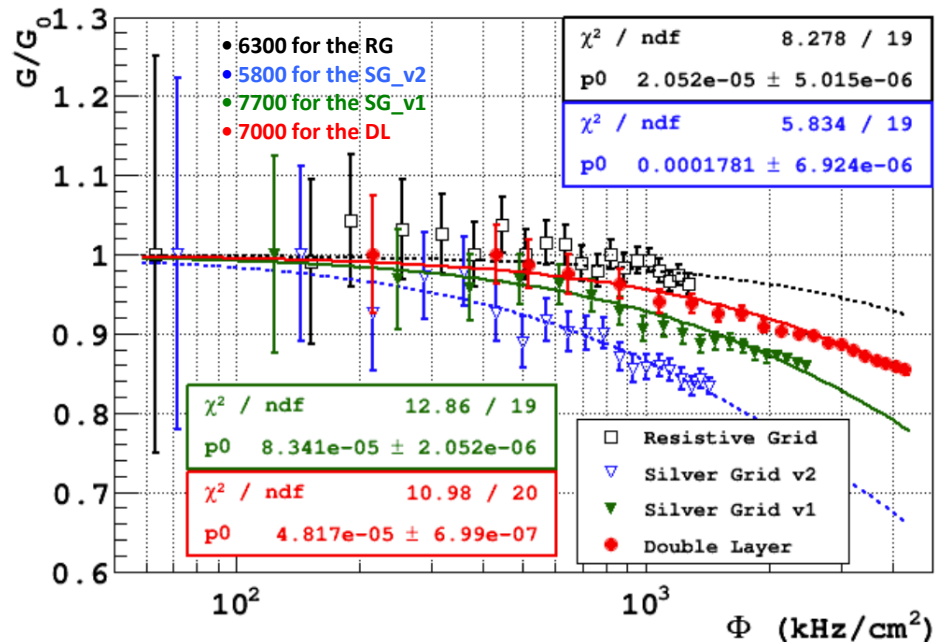 G/G₀
1.3
1.2
1.1
1
0.9
0.8
0.7
0.6
• 6300 for the RG
• 5800 for the SG_v2
• 7700 for the SG_v1
• 7000 for the DL
χ² / ndf 8.278 / 19
p0 2.052e-05 ± 5.015e-06
χ² / ndf 5.834 / 19
p0 0.0001781 ± 6.924e-06
χ² / ndf 12.86 / 19
p0 8.341e-05 ± 2.052e-06
χ² / ndf 10.98 / 20
p0 4.817e-05 ± 6.99e-07
Resistive Grid
Silver Grid v2
Silver Grid v1
Double Layer
10²
10³
Φ (kHz/cm²)